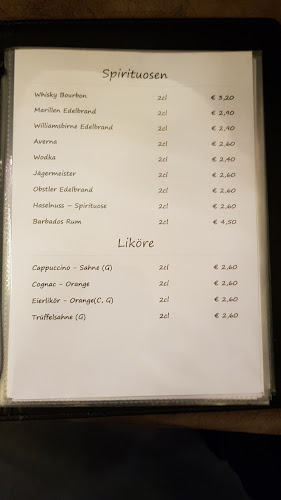 Spirituosen
Whisky Bourbon 2cl € 3,20
Marillen Edelbrand 2cl € 2,90
Williamsbirne Edelbrand 2cl € 2,90
Averna 2cl € 2,60
Wodka 2cl € 2,40
Jägermeister 2cl € 2,60
Obstler Edelbrand 2cl € 2,60
Haselnuss – Spirituose 2cl € 2,60
Barbados Rum 2cl € 4,50
Liköre
Cappuccino - Sahne (G) 2cl € 2,60
Cognac - Orange 2cl € 2,60
Eierlikör - Orange(C, G) 2cl € 2,60
Trüffelsahne (G) 2cl € 2,60